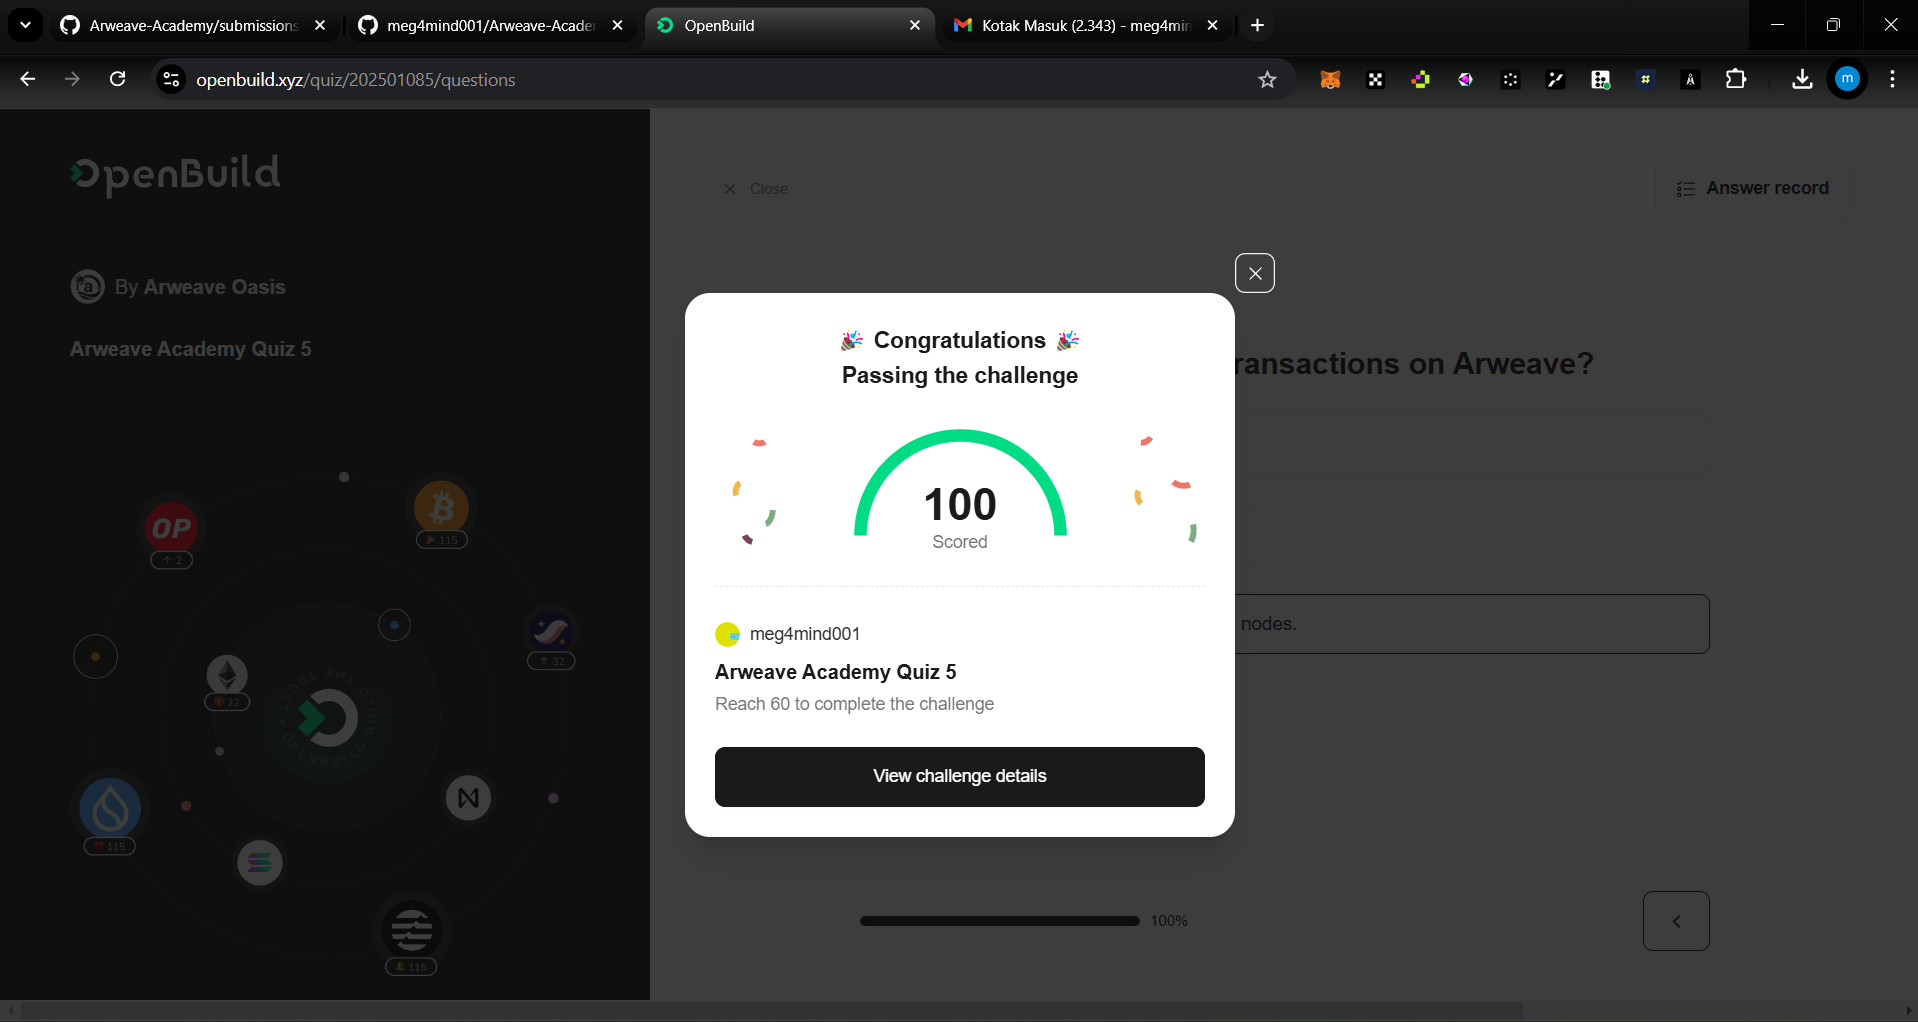 Arweave-Academy/submissions
meg4mind001/Arweave-Acader
OpenBuild
Kotak Masuk (2.343) - meg4min
openbuild.xyz/quiz/202501085/questions
m
OpenBuild
Close
Answer record
By Arweave Oasis
Arweave Academy Quiz 5
ransactions on Arweave?
nodes.
🎉 Congratulations 🎉
Passing the challenge
100
Scored
meg4mind001
Arweave Academy Quiz 5
Reach 60 to complete the challenge
View challenge details
100%
OP
2
115
32
22
115
115